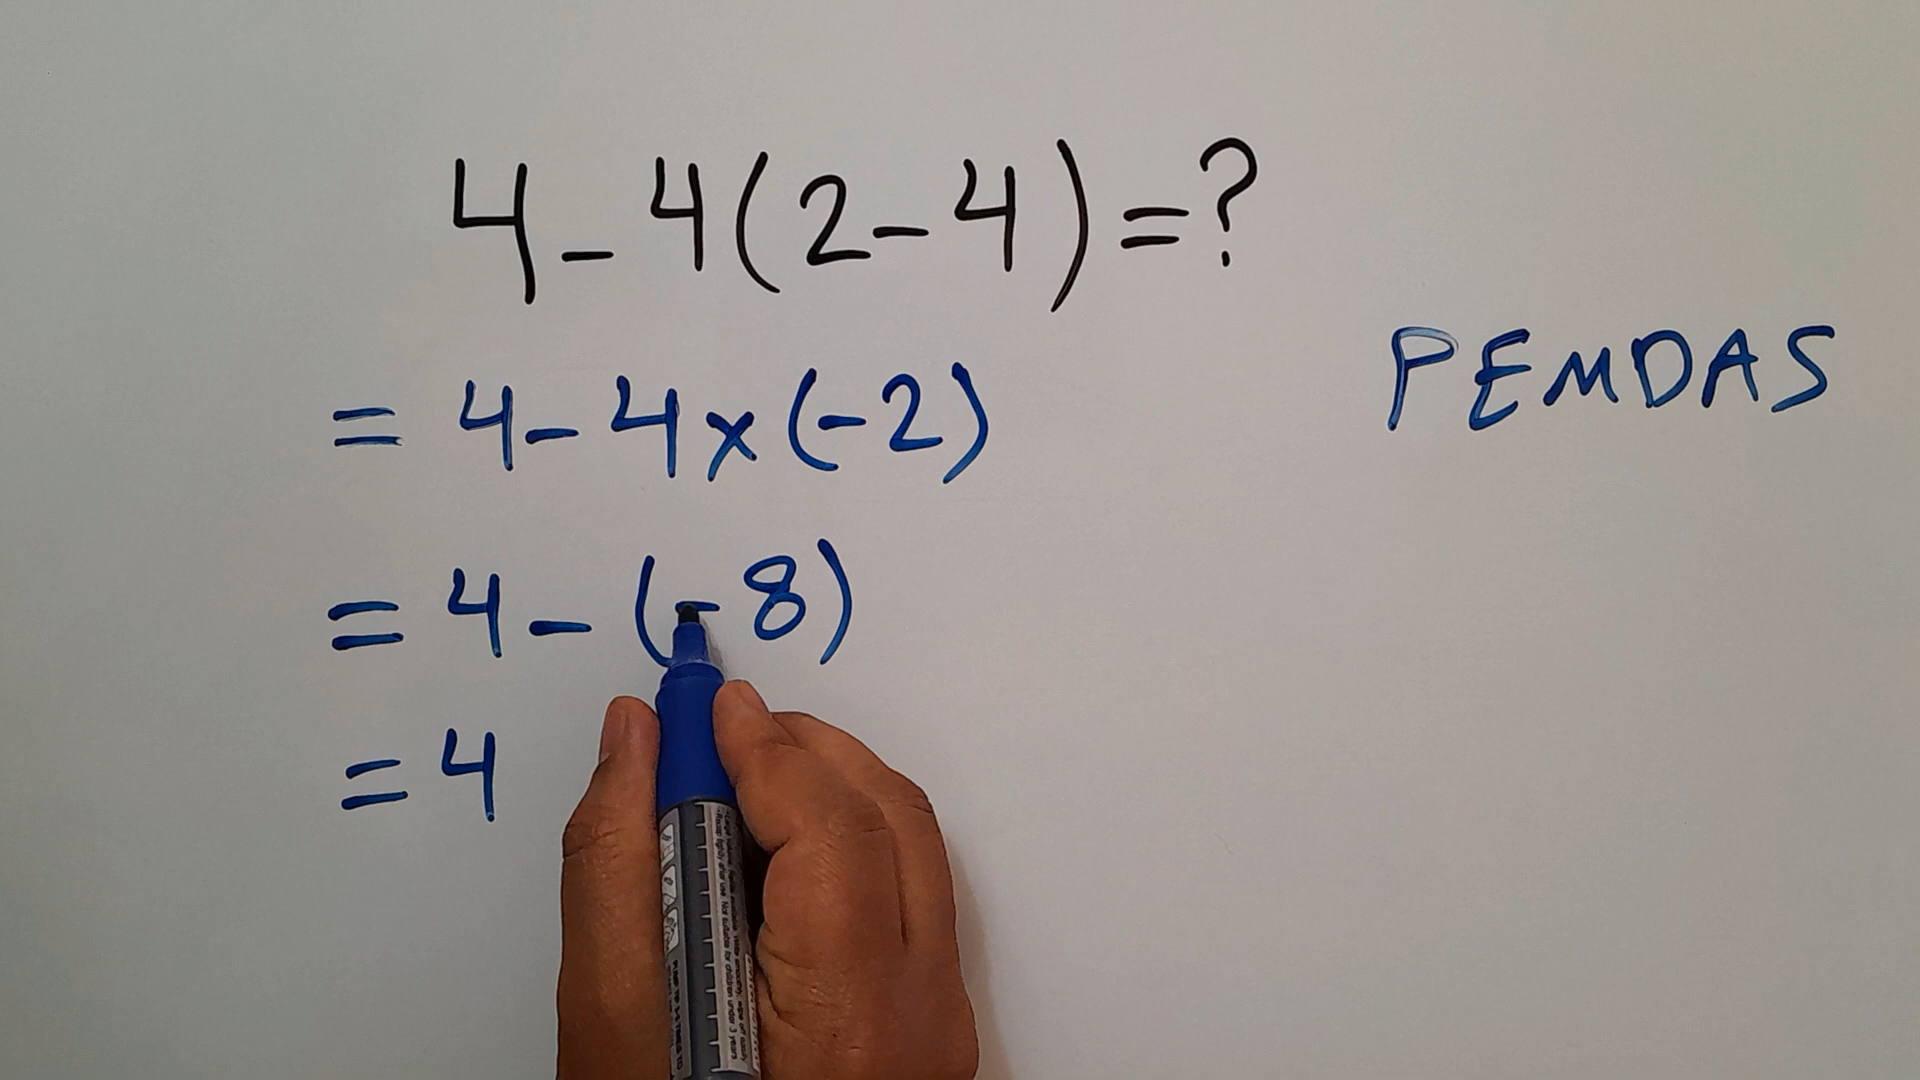 4-4(2-4)=?
PEMDAS
= 4-4×(-2)
= 4-(-8)
= 4